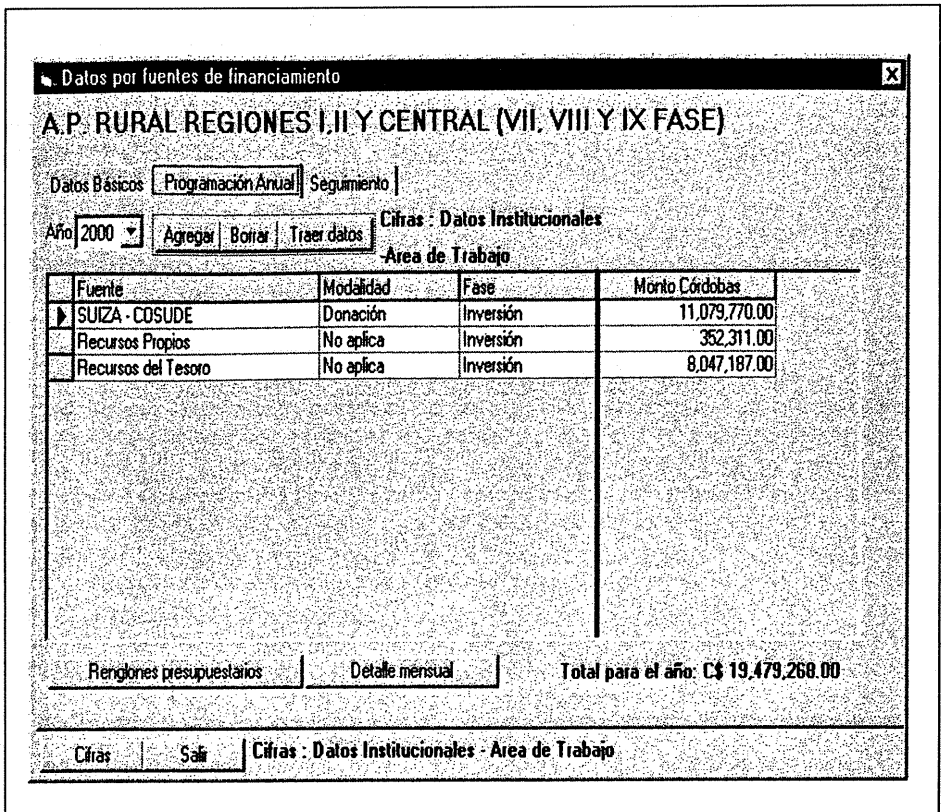 Datos por fuentes de financiamiento
A.P. RURAL REGIONES I,II Y CENTRAL (VII, VIII Y IX FASE)
Datos Básicos Programación Anual Seguimiento
Año 2000 Agregar Borrar Traer datos Cifras : Datos Institucionales
-Area de Trabajo
Fuente Modalidad Fase Monto Córdobas
SUIZA - COSUDE Donación Inversión 11,079,770.00
Recursos Propios No aplica Inversión 352,311.00
Recursos del Tesoro No aplica Inversión 8,047,187.00
Renglones presupuestarios Detalle mensual Total para el año: C$ 19,479,268.00
Cifras Salir Cifras : Datos Institucionales - Area de Trabajo